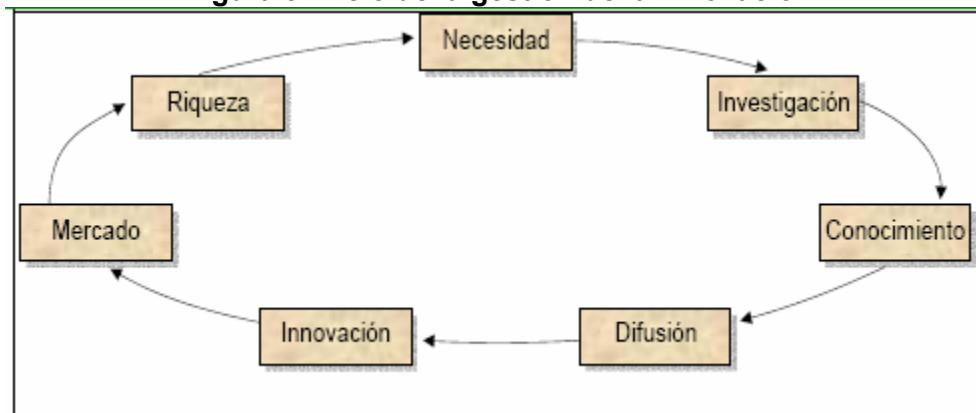 Necesidad
Riqueza
Investigación
Mercado
Conocimiento
Innovación
Difusión